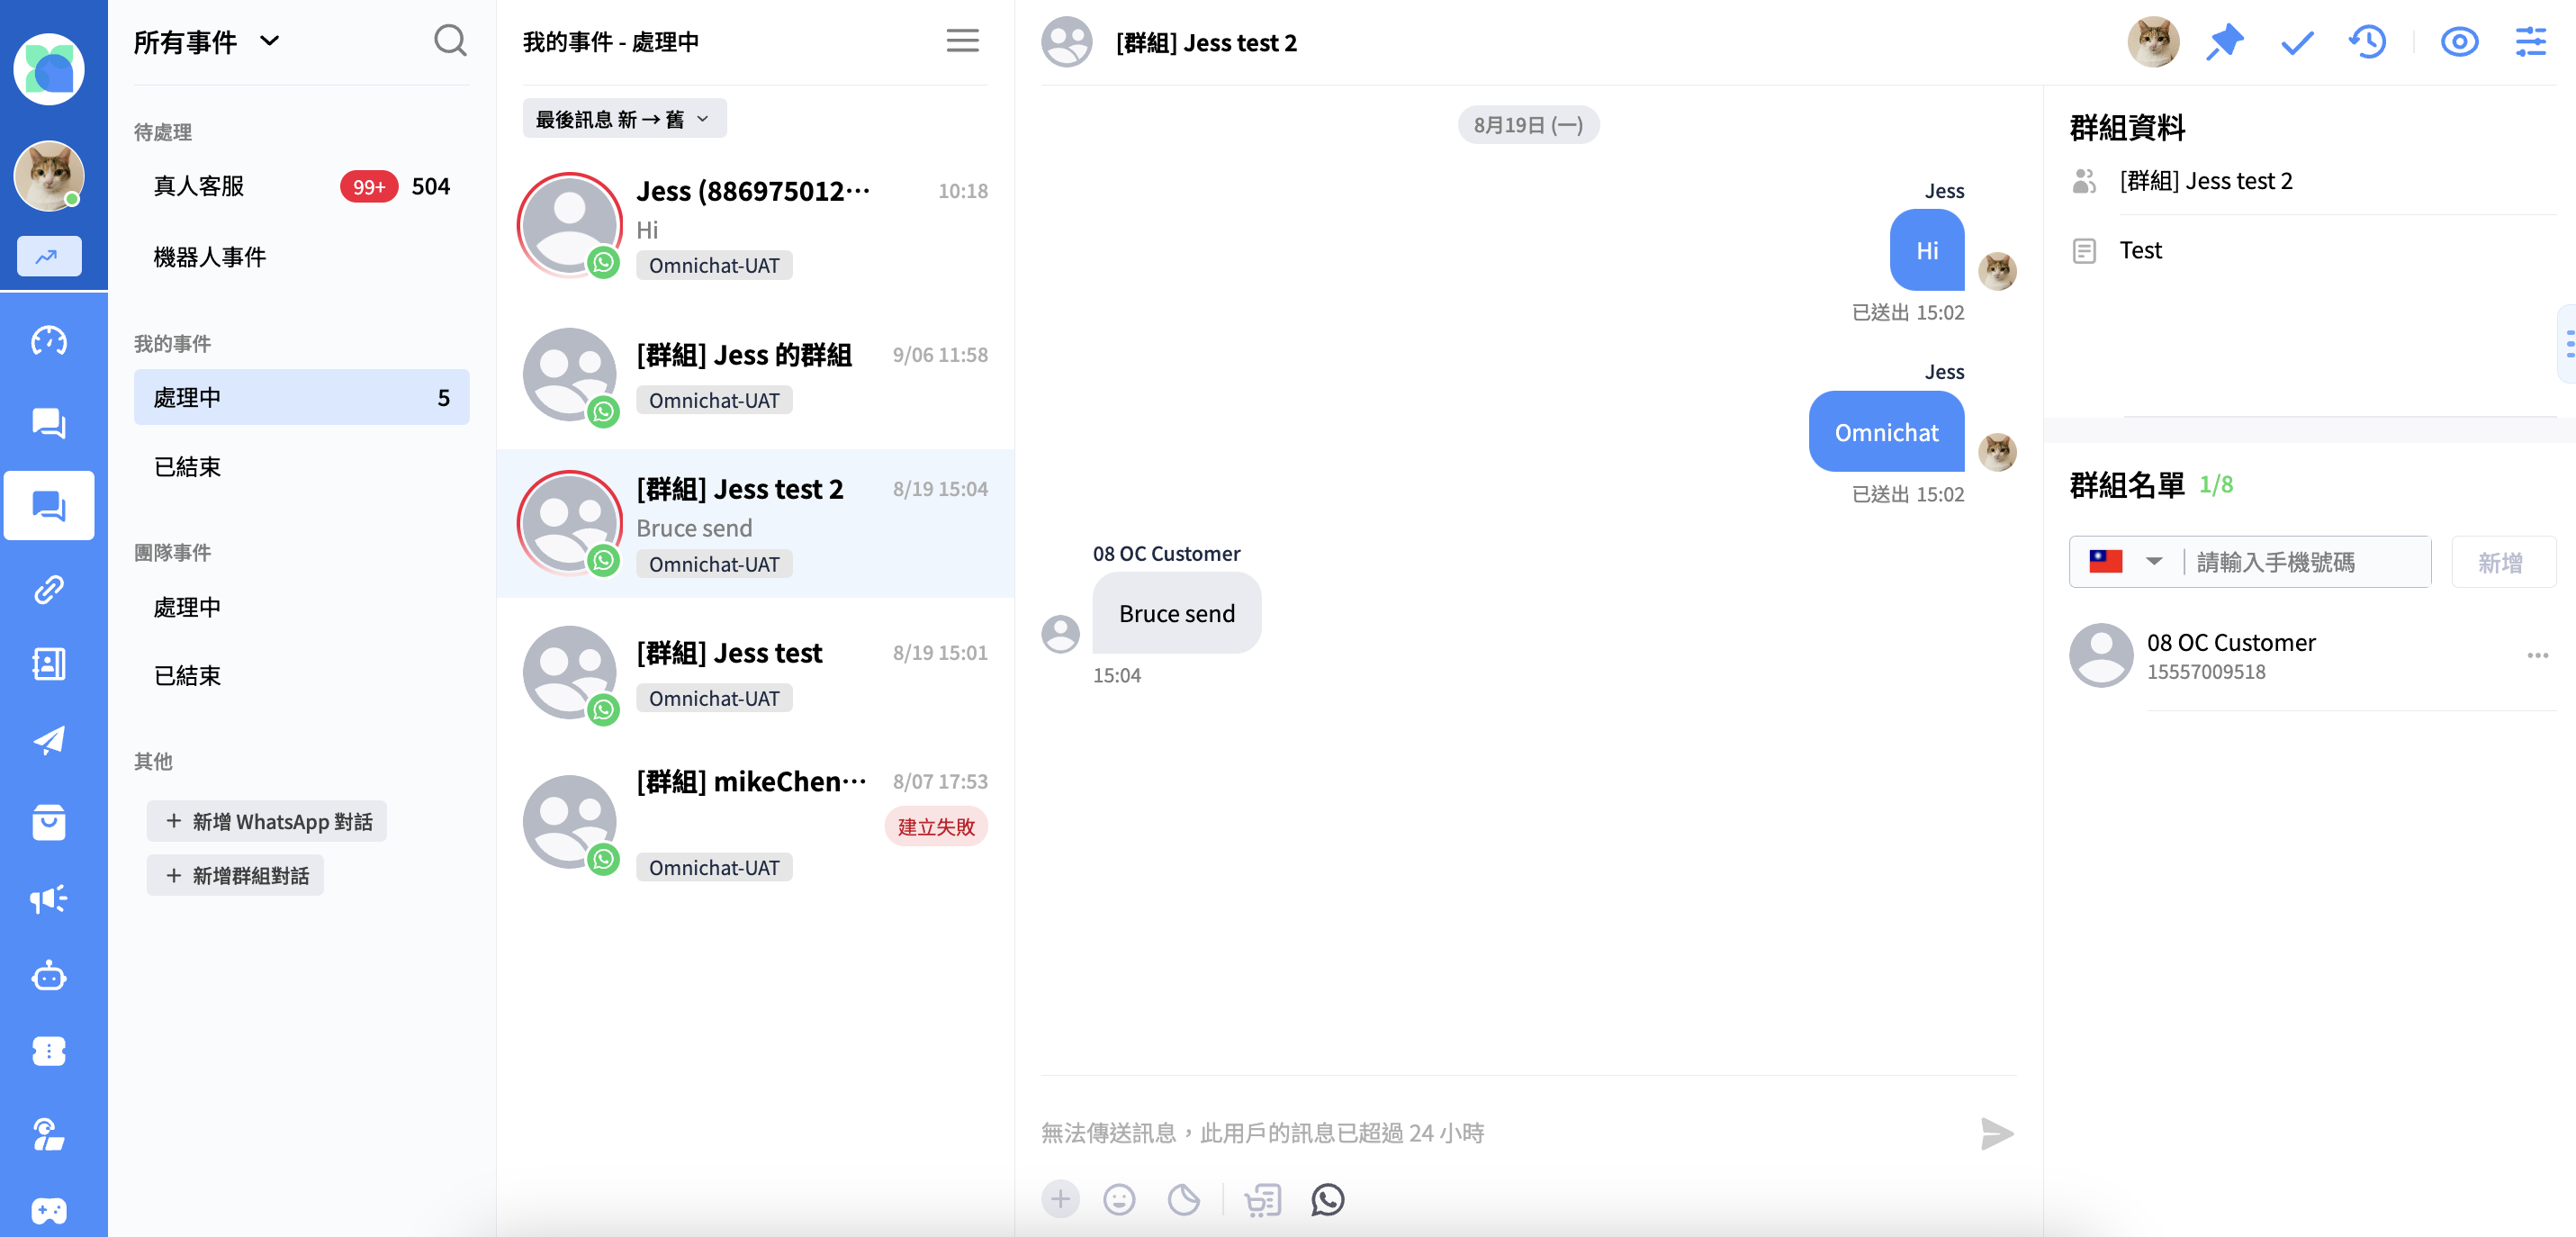 所有事件
待處理
真人客服 99+ 504
機器人事件
我的事件
處理中 5
已結束
團隊事件
處理中
已結束
其他
+ 新增 WhatsApp 對話
+ 新增群組對話
我的事件 - 處理中
最後訊息 新 → 舊
Jess (886975012··· 10:18
Hi
Omnichat-UAT
[群組] Jess 的群組 9/06 11:58
Omnichat-UAT
[群組] Jess test 2 8/19 15:04
Bruce send
Omnichat-UAT
[群組] Jess test 8/19 15:01
Omnichat-UAT
[群組] mikeChen··· 8/07 17:53
建立失敗
Omnichat-UAT
[群組] Jess test 2
8月19日 (一)
Jess
Hi
已送出 15:02
Jess
Omnichat
已送出 15:02
08 OC Customer
Bruce send
15:04
無法傳送訊息，此用戶的訊息已超過 24 小時
群組資料
[群組] Jess test 2
Test
群組名單 1/8
請輸入手機號碼 新增
08 OC Customer
15557009518